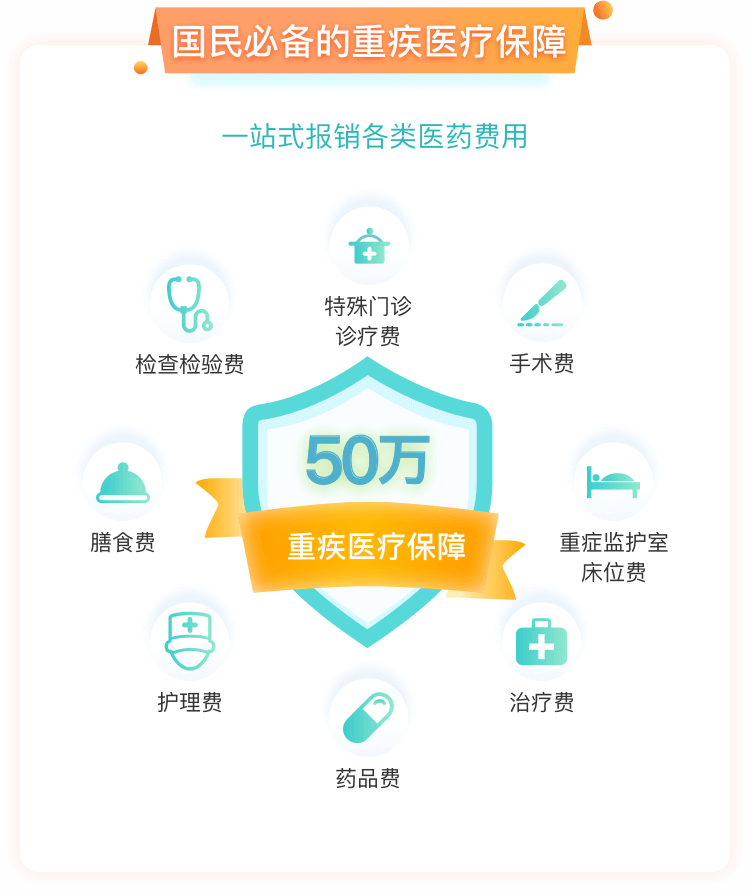 国民必备的重疾医疗保障
一站式报销各类医药费用
特殊门诊
诊疗费
检查检验费
手术费
50万
重疾医疗保障
膳食费
重症监护室
床位费
护理费
治疗费
药品费